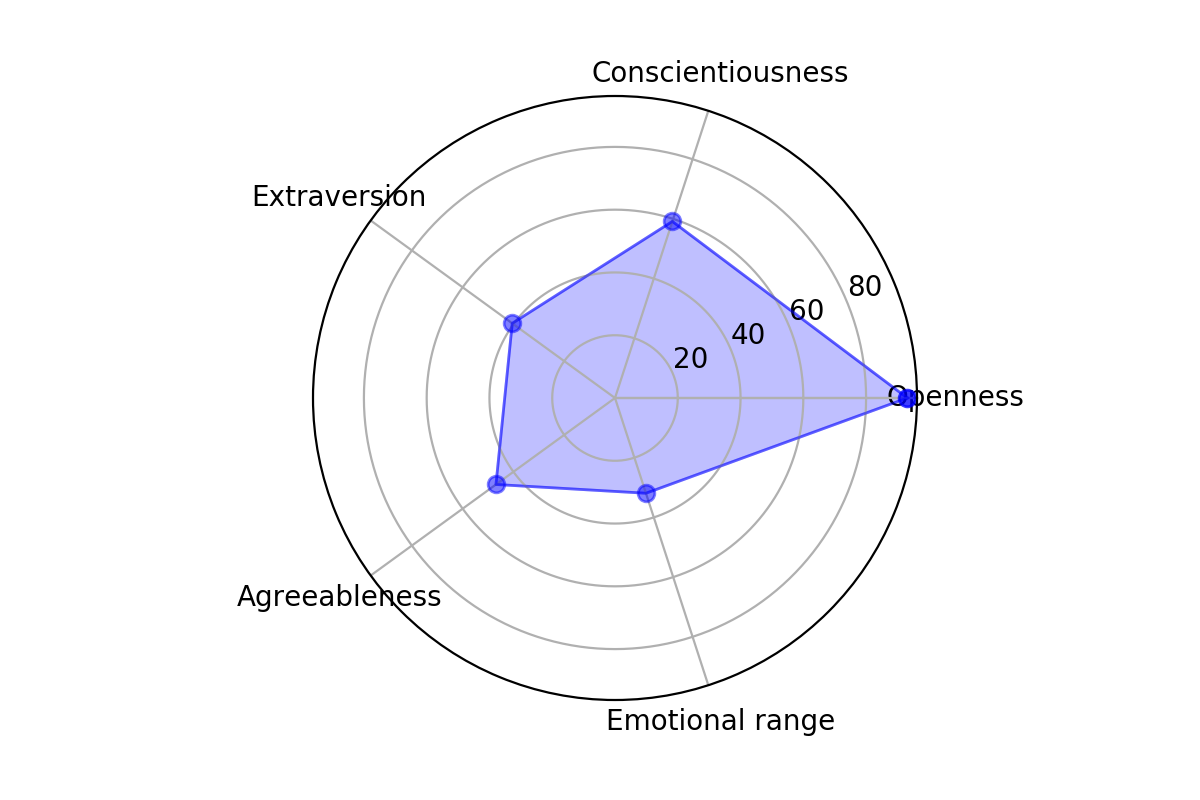 Conscientiousness
Extraversion
80
60
40
20
Openness
Agreeableness
Emotional range